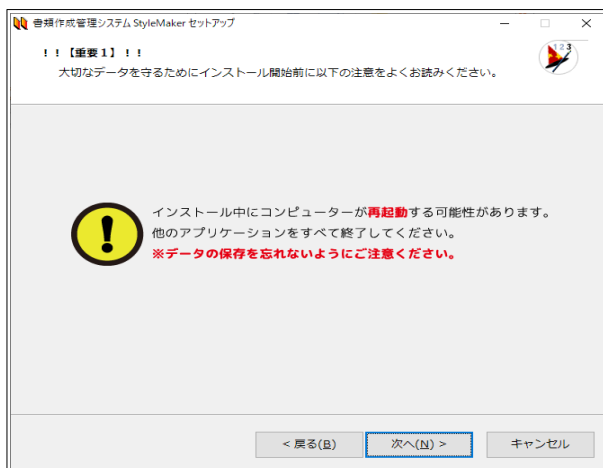 書類作成管理システム StyleMaker セットアップ
！！【重要１】！！
大切なデータを守るためにインストール開始前に以下の注意をよくお読みください。
123
インストール中にコンピューターが再起動する可能性があります。
他のアプリケーションをすべて終了してください。
※データの保存を忘れないようにご注意ください。
< 戻る(B)
次へ(N) >
キャンセル